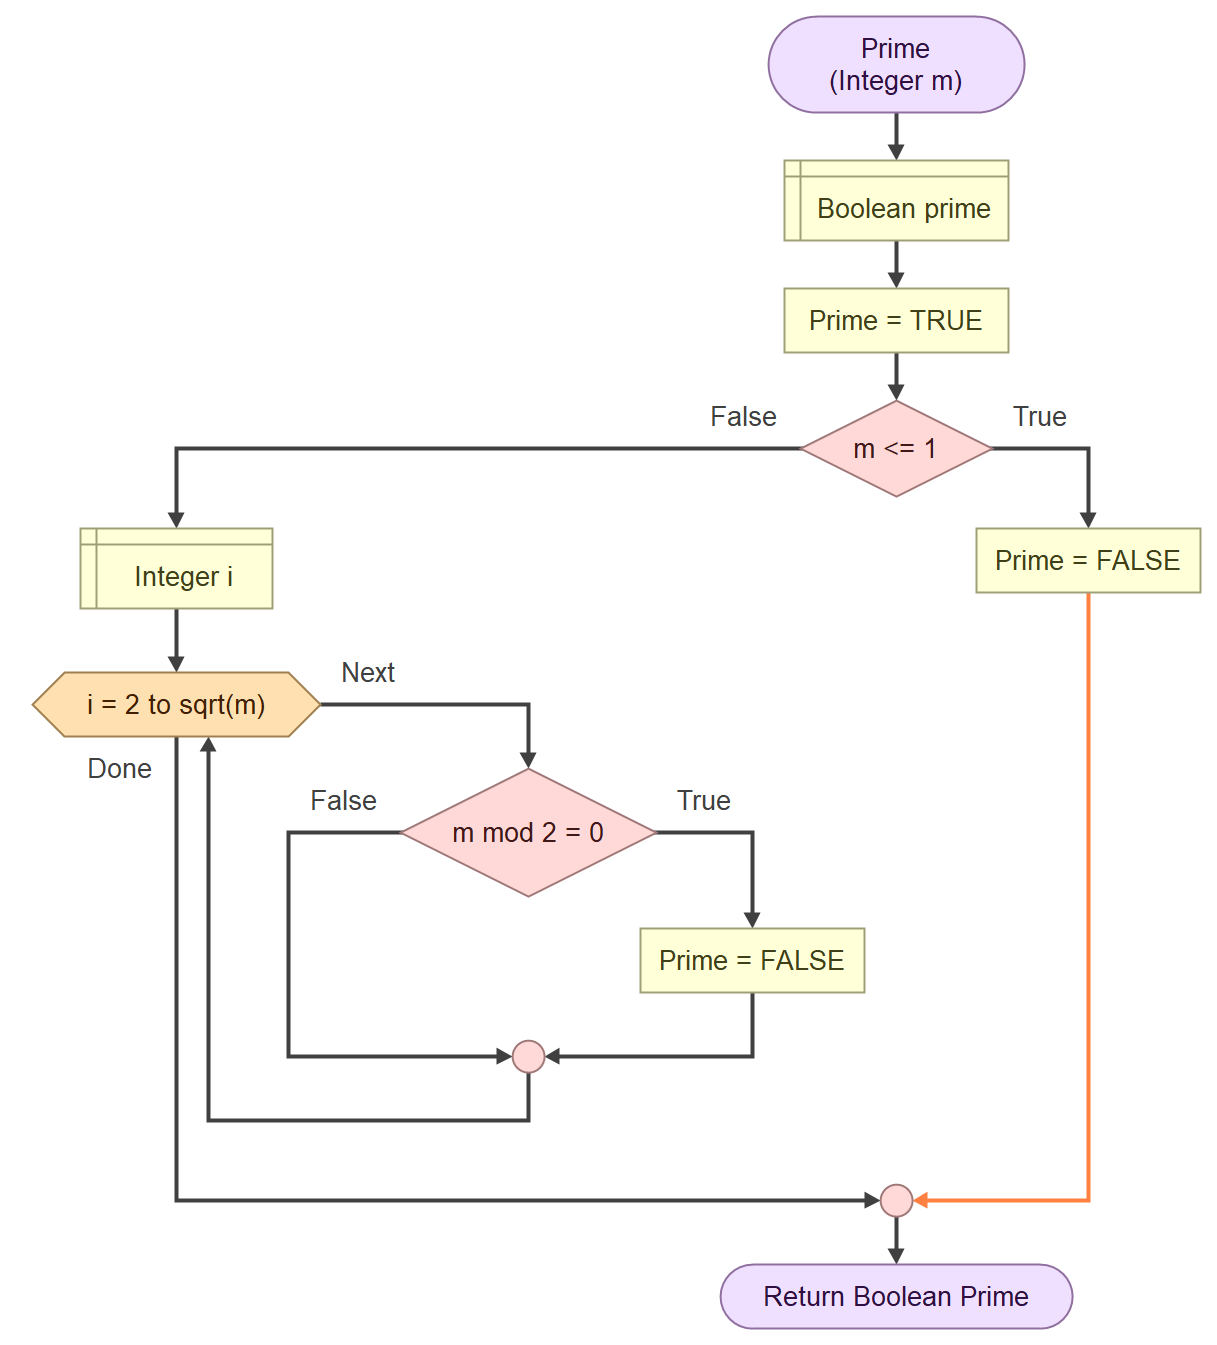 Prime
(Integer m)
Boolean prime
Prime = TRUE
False
True
m <= 1
Integer i
Prime = FALSE
i = 2 to sqrt(m)
Next
Done
False
True
m mod 2 = 0
Prime = FALSE
Return Boolean Prime